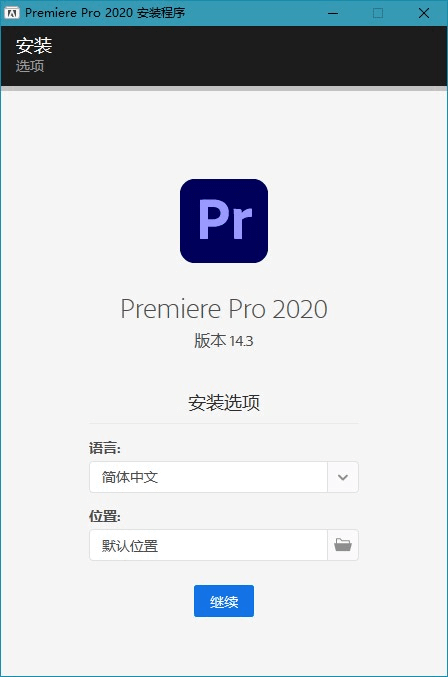 Premiere Pro 2020 安装程序
安装
选项
Pr
Premiere Pro 2020
版本 14.3
安装选项
语言:
简体中文
位置:
默认位置
继续